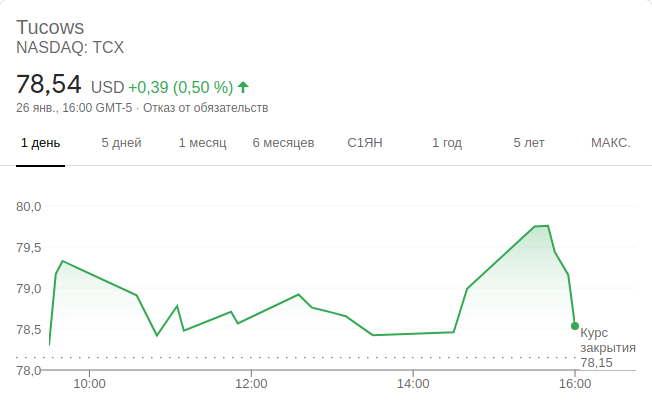 Tucows
NASDAQ: TCX
78,54 USD +0,39 (0,50 %)
26 янв., 16:00 GMT-5 · Отказ от обязательств
1 день 5 дней 1 месяц 6 месяцев С1ЯН 1 год 5 лет МАКС.
80,0
79,5
79,0
78,5
78,0
Курс
закрытия
78,15
10:00 12:00 14:00 16:00